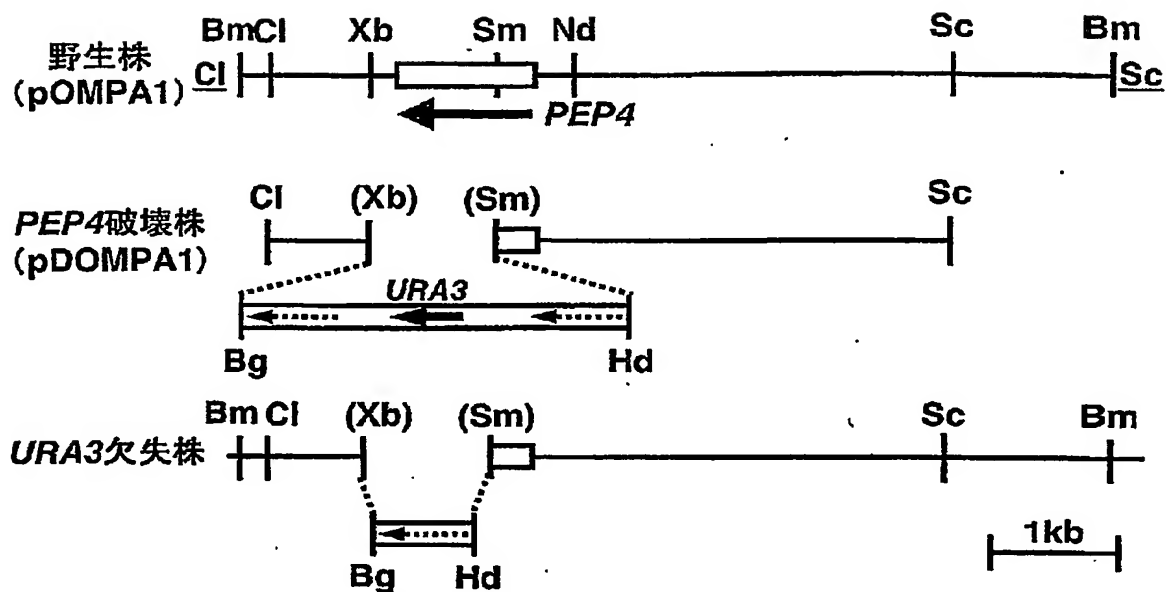 BmCl Xb Sm Nd Sc Bm
野生株 Cl Sc
(pOMPA1)
PEP4
Cl (Xb) (Sm) Sc
PEP4破壊株
(pDOMPA1)
URA3
Bg Hd
Bm Cl (Xb) (Sm) Sc Bm
URA3欠失株
1kb
Bg Hd